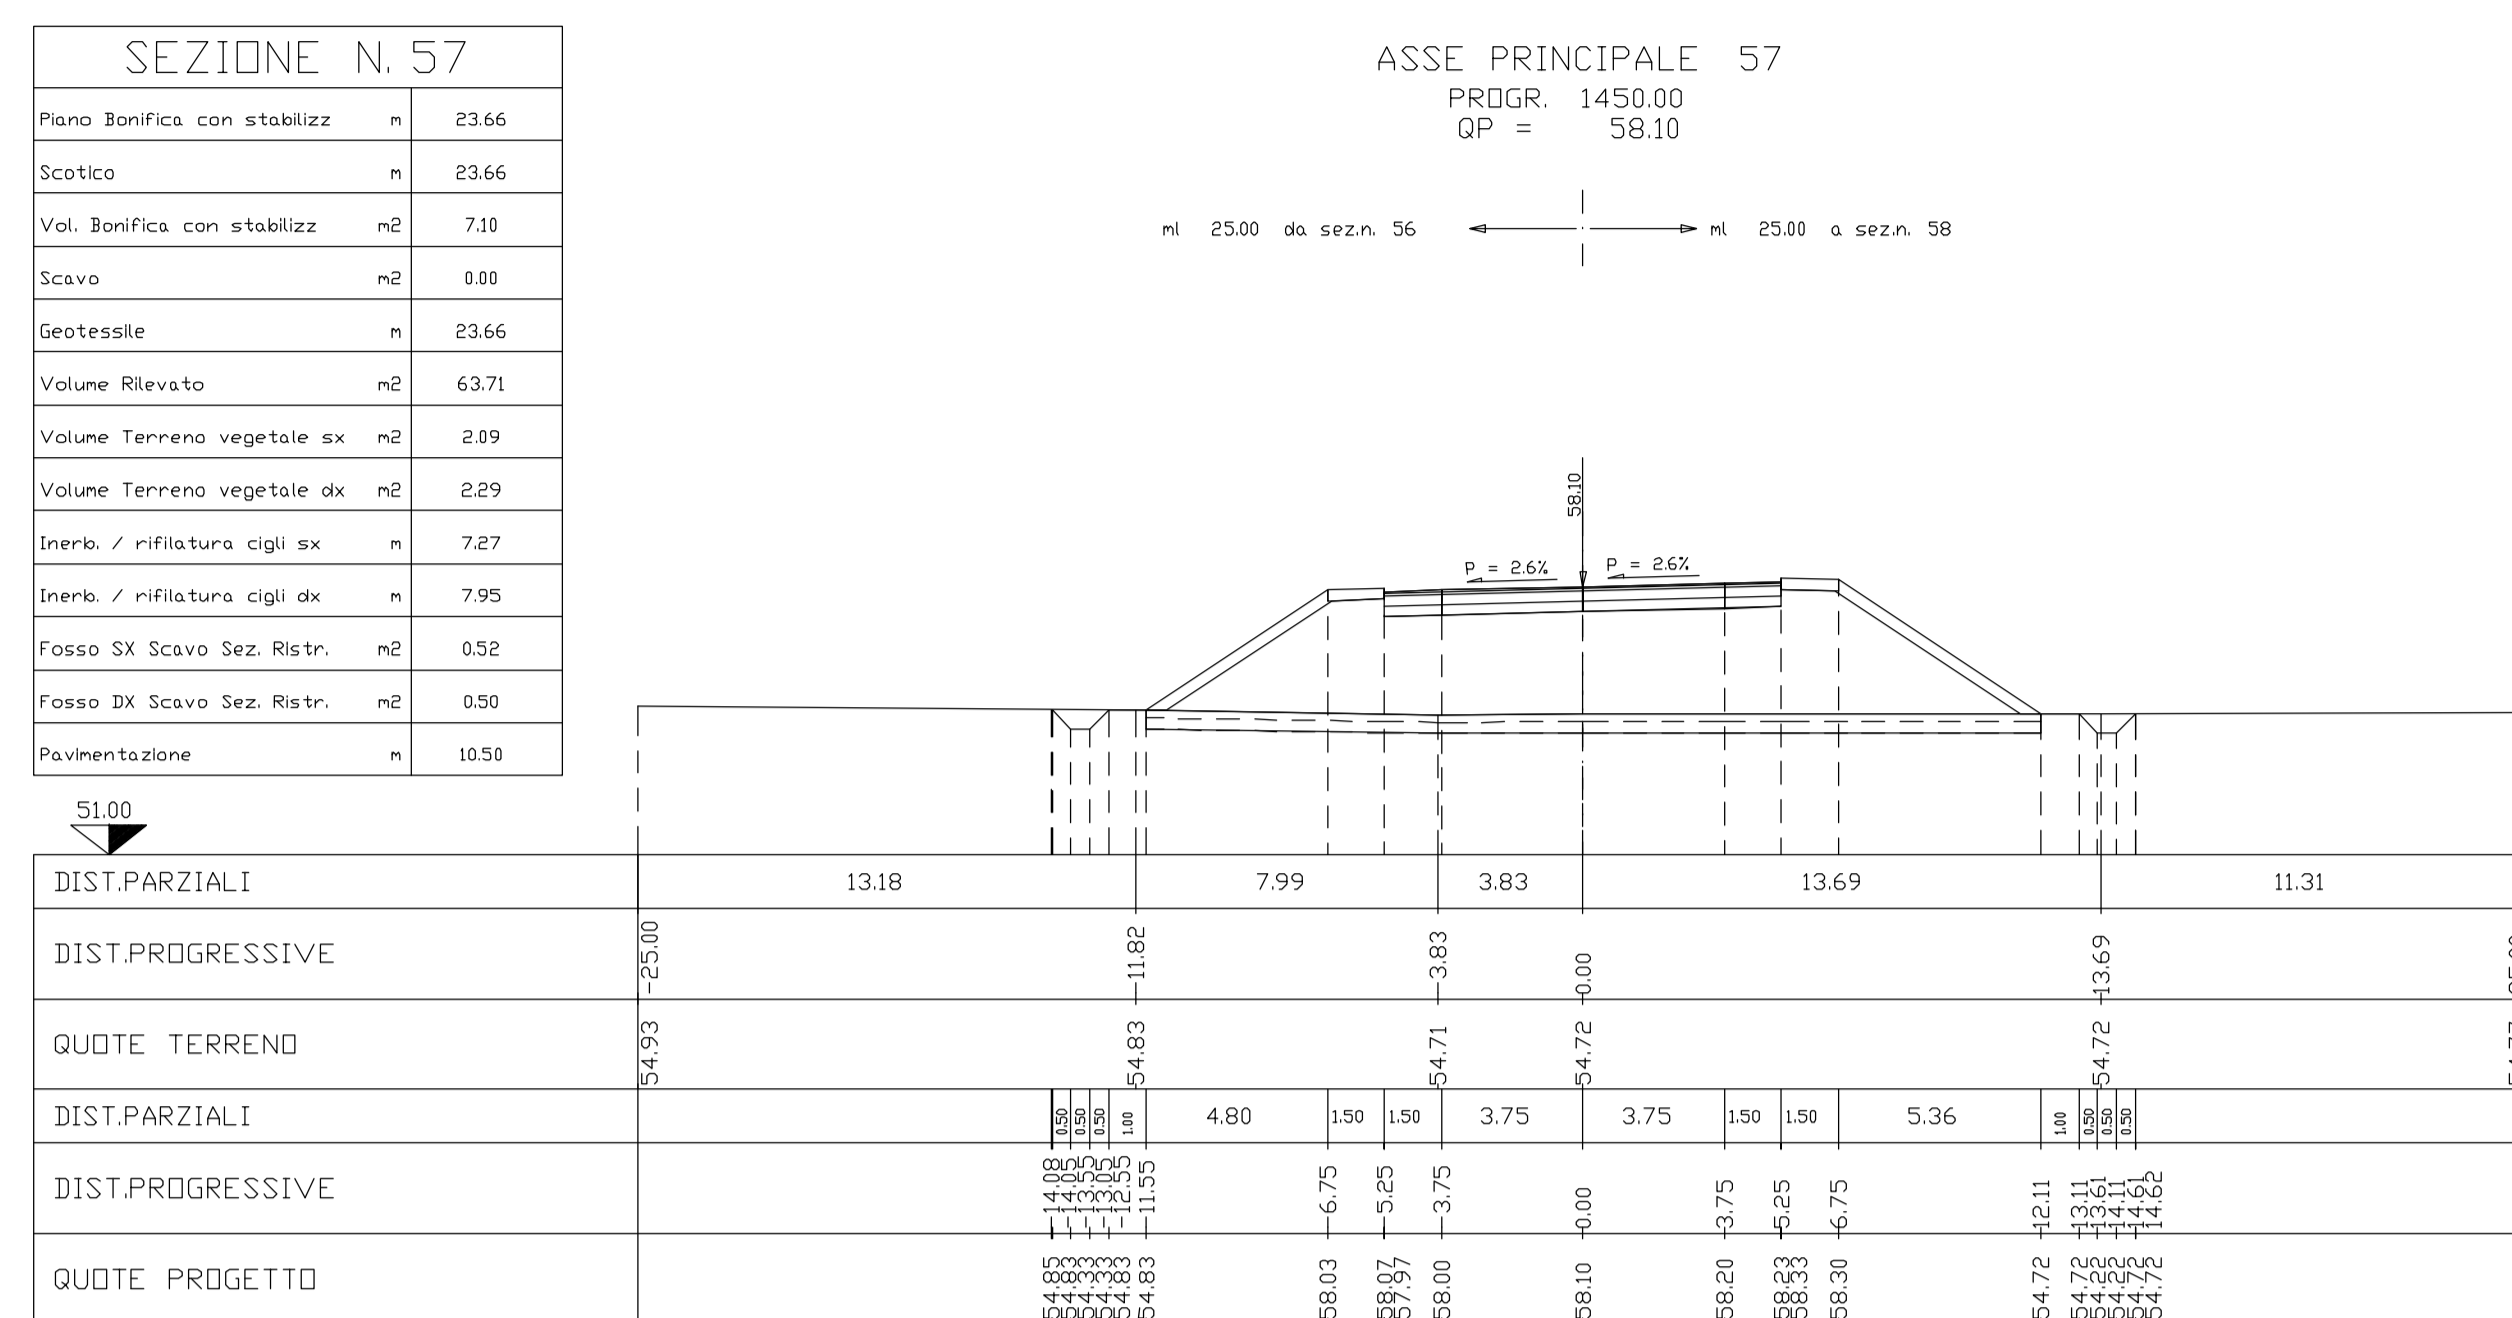 SEZIONE N. 57
Piano Bonifica con stabilizz m 23.66
Scotico m 23.66
Vol. Bonifica con stabilizz m2 7.10
Scavo m2 0.00
Geotessile m 23.66
Volume Rilevato m2 63.71
Volume Terreno vegetale sx m2 2.09
Volume Terreno vegetale dx m2 2.29
Inerb. / rifilatura cigli sx m 7.27
Inerb. / rifilatura cigli dx m 7.95
Fosso SX Scavo Sez. Ristr. m2 0.52
Fosso DX Scavo Sez. Ristr. m2 0.50
Pavimentazione m 10.50
ASSE PRINCIPALE 57
PROGR. 1450.00
QP = 58.10
ml 25.00 da sez.n. 56
ml 25.00 a sez.n. 58
58.10
P = 2.6%
P = 2.6%
51.00
DIST.PARZIALI 13.18 7.99 3.83 13.69 11.31
DIST.PROGRESSIVE -25.00 -11.82 -3.83 0.00 13.69
QUOTE TERRENO 54.93 54.83 54.71 54.72 54.72
DIST.PARZIALI 0.50 0.50 0.50 1.00 4.80 1.50 1.50 3.75 3.75 1.50 1.50 5.36 1.00 0.50 0.50 0.50
DIST.PROGRESSIVE -14.08 -14.05 -13.55 -13.05 -12.55 -11.55 -6.75 -5.25 -3.75 0.00 3.75 5.25 6.75 12.11 13.11 13.61 14.11 14.61 14.62
QUOTE PROGETTO 54.85 54.83 54.33 54.33 54.83 54.83 58.03 58.07 57.97 58.00 58.10 58.20 58.23 58.33 58.30 54.72 54.72 54.22 54.22 54.72 54.72